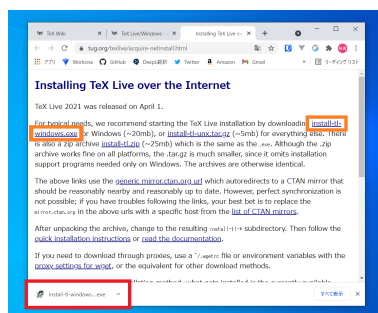 TeX Wiki
TeX Live/Windows
Installing TeX Live ov
tug.org/texlive/acquire-netinstall.html
アプリ Workona GitHub DeepL翻訳 Twitter Amazon Gmail » リーディングリスト
Installing TeX Live over the Internet
TeX Live 2021 was released on April 1.
For typical needs, we recommend starting the TeX Live installation by downloading install-tl-
windows.exe for Windows (~20mb), or install-tl-unx.tar.gz (~5mb) for everything else. There
is also a zip archive install-tl.zip (~25mb) which is the same as the .exe. Although the .zip
archive works fine on all platforms, the .tar.gz is much smaller, since it omits installation
support programs needed only on Windows. The archives are otherwise identical.
The above links use the generic mirror.ctan.org url which autoredirects to a CTAN mirror that
should be reasonably nearby and reasonably up to date. However, perfect synchronization is
not possible; if you have troubles following the links, your best bet is to replace the
mirror.ctan.org in the above urls with a specific host from the list of CTAN mirrors.
After unpacking the archive, change to the resulting install-tl-* subdirectory. Then follow the
quick installation instructions or read the documentation.
If you need to download through proxies, use a ~/.wgetrc file or environment variables with the
proxy settings for wget, or the equivalent for other download methods.
install-tl-windows....exe
すべて表示